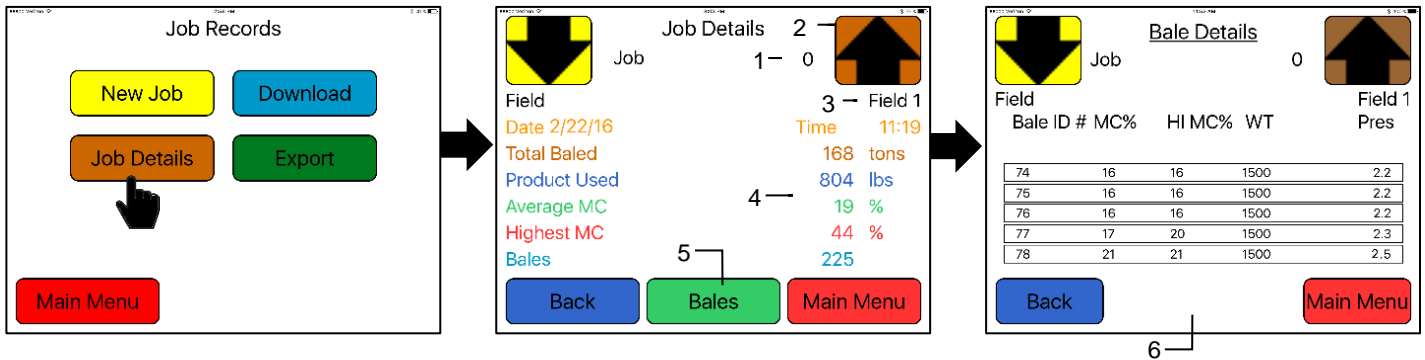 Job Records
New Job
Download
Job Details
Export
Main Menu
Job Details
2
Job
1
0
3
Field
Field 1
Date 2/22/16
Time 11:19
Total Baled 168 tons
Product Used 804 lbs
4
Average MC 19 %
Highest MC 44 %
5
Bales 225
Back
Bales
Main Menu
Bale Details
Job 0
Field
Field 1
Bale ID # MC% HI MC% WT Pres
74 16 16 1500 2.2
75 16 16 1500 2.2
76 16 16 1500 2.2
77 17 20 1500 2.3
78 21 21 1500 2.5
Back
Main Menu
6